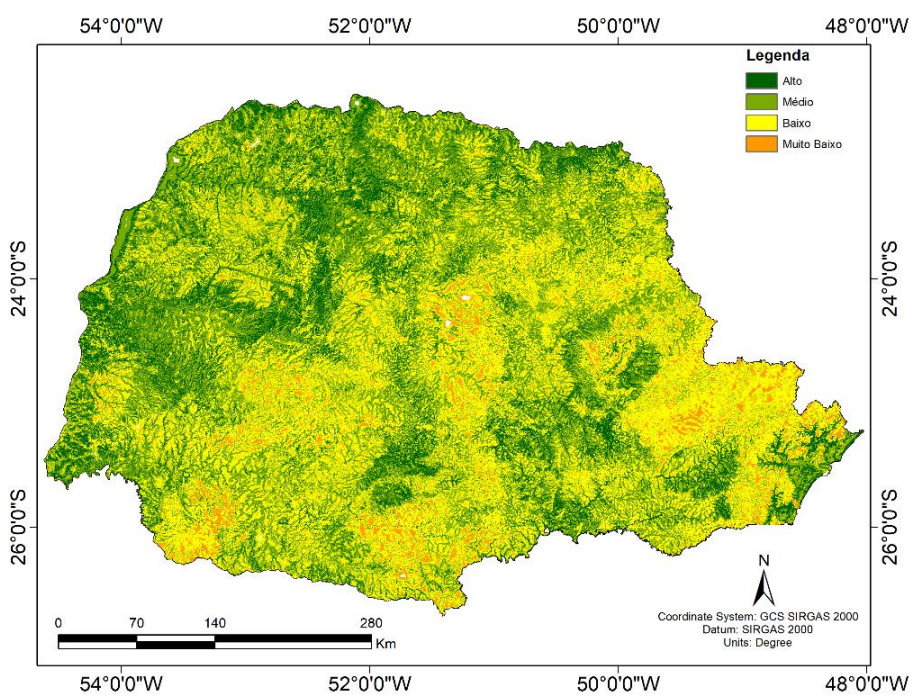 54°0'0"W 52°0'0"W 50°0'0"W 48°0'0"W
Legenda
Alto
Médio
Baixo
Muito Baixo
24°0'0"S 24°0'0"S
26°0'0"S 26°0'0"S
N
0 70 140 280
Km
Coordinate System: GCS SIRGAS 2000
Datum: SIRGAS 2000
Units: Degree
54°0'0"W 52°0'0"W 50°0'0"W 48°0'0"W